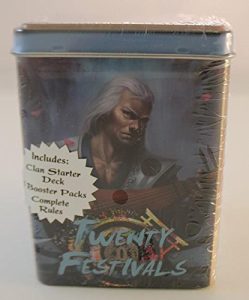 Includes:
Clan Starter
Deck
Booster Packs
Complete
Rules
Twenty
Festivals